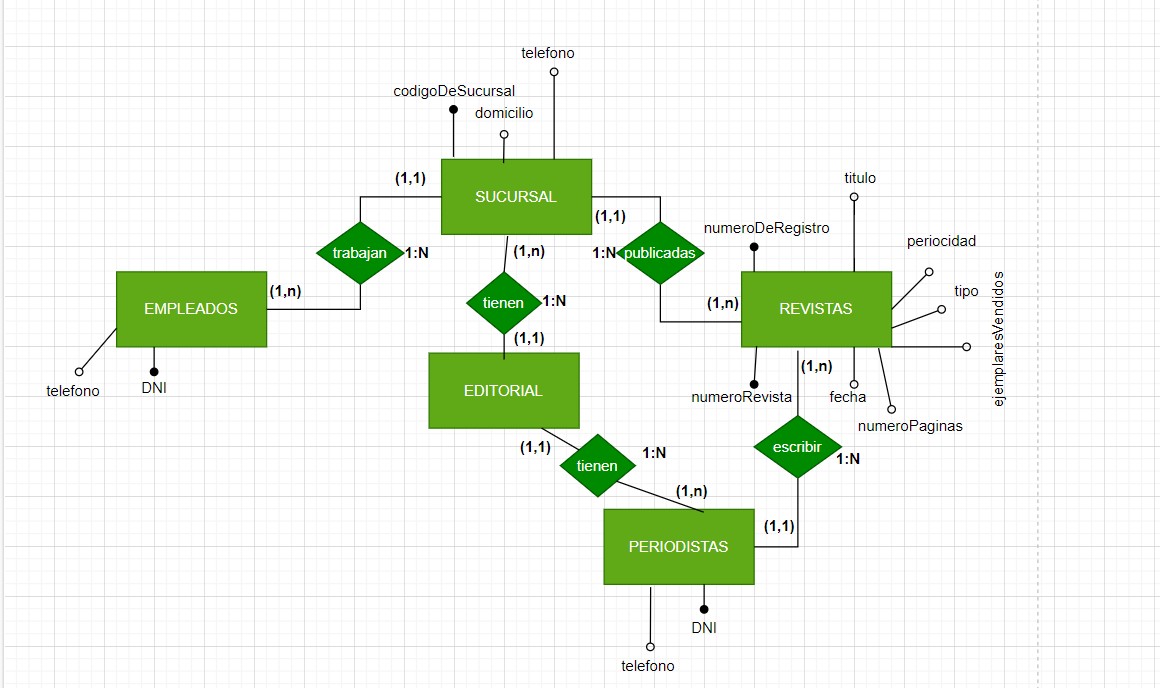 telefono
codigoDeSucursal
domicilio
(1,1)
SUCURSAL
titulo
(1,1)
numeroDeRegistro
periocidad
trabajan
1:N
(1,n)
1:N
publicadas
(1,n)
tienen
1:N
(1,n)
tipo
EMPLEADOS
REVISTAS
ejemplaresVendidos
(1,1)
(1,n)
telefono
DNI
EDITORIAL
numeroRevista
fecha
numeroPaginas
(1,1)
1:N
escribir
1:N
tienen
(1,n)
(1,1)
PERIODISTAS
DNI
telefono